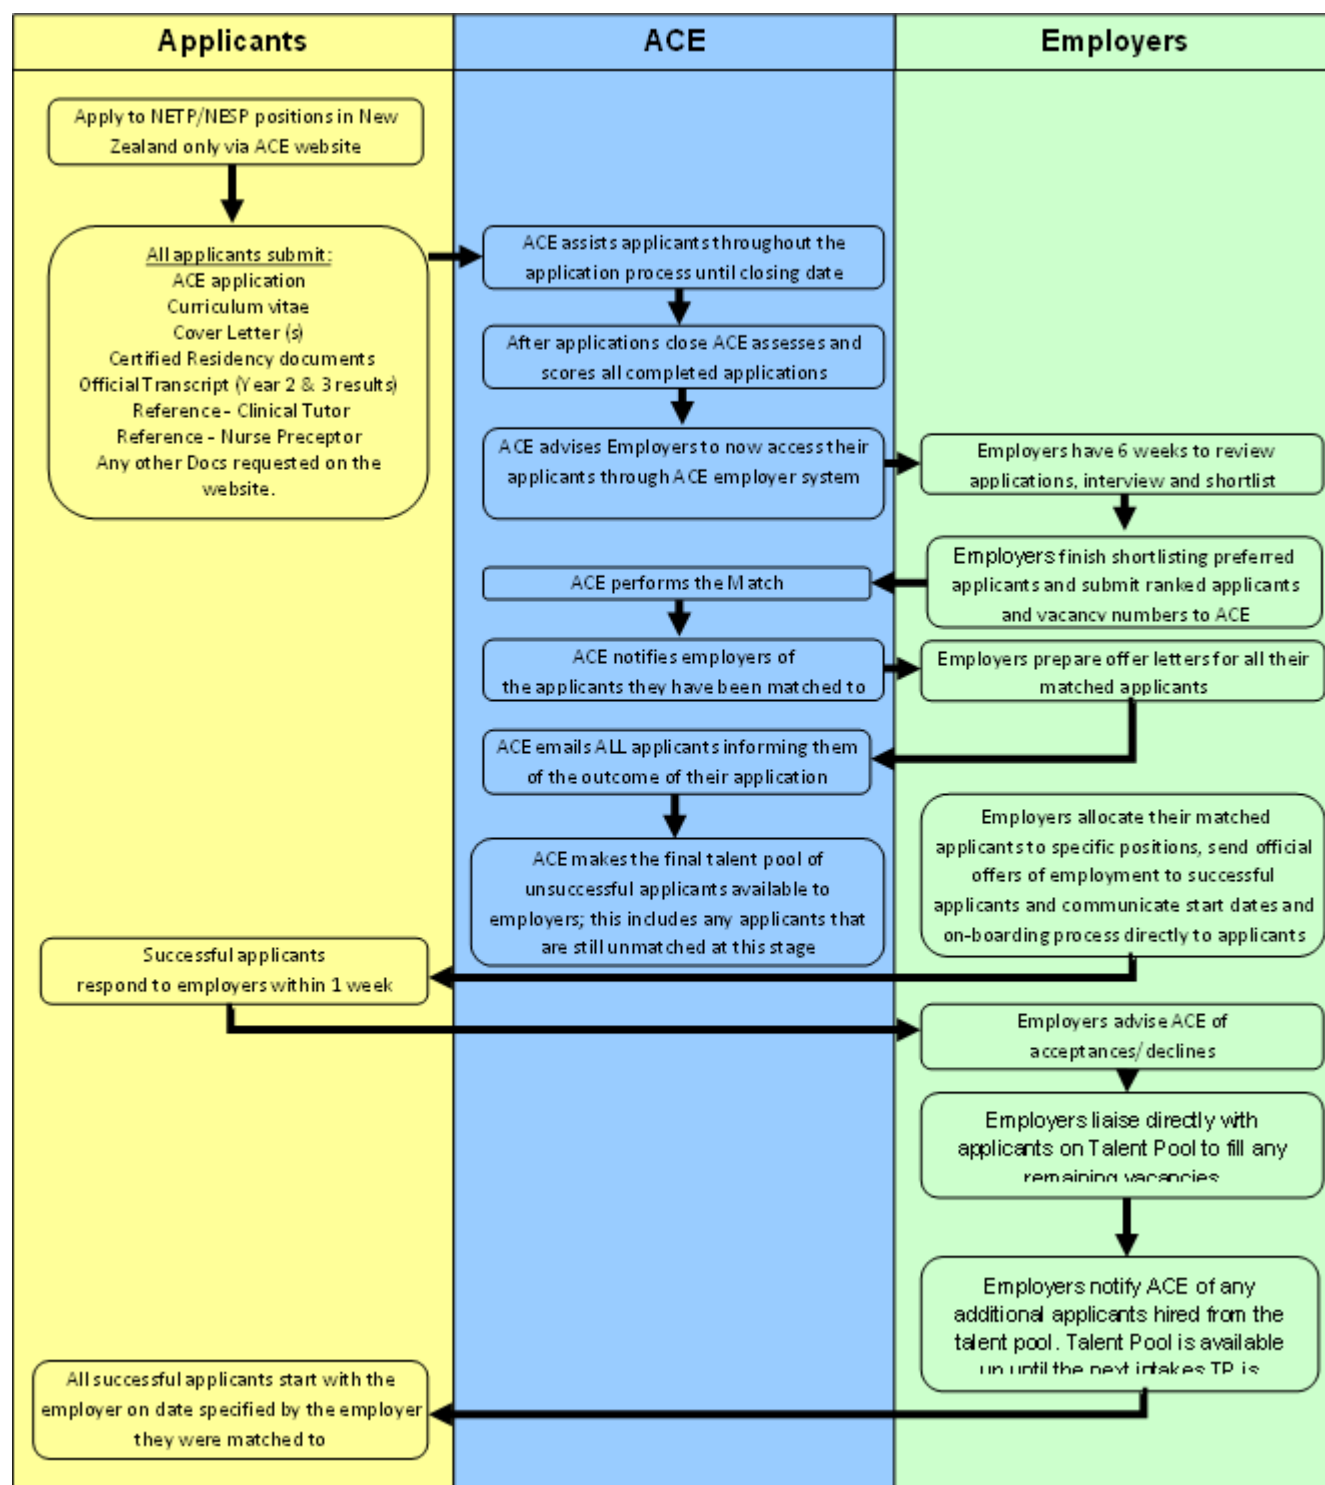 Applicants
ACE
Employers
Apply to NETP/NESP positions in New
Zealand only via ACE website
All applicants submit:
ACE application
Curriculum vitae
Cover Letter (s)
Certified Residency documents
Official Transcript (Year 2 & 3 results)
Reference - Clinical Tutor
Reference - Nurse Preceptor
Any other Docs requested on the
website.
ACE assists applicants throughout the
application process until closing date
After applications close ACE assesses and
scores all completed applications
ACE advises Employers to now access their
applicants through ACE employer system
Employers have 6 weeks to review
applications, interview and shortlist
Employers finish shortlisting preferred
applicants and submit ranked applicants
and vacancy numbers to ACE
ACE performs the Match
ACE notifies employers of
the applicants they have been matched to
Employers prepare offer letters for all their
matched applicants
ACE emails ALL applicants informing them
of the outcome of their application
Employers allocate their matched
applicants to specific positions, send official
offers of employment to successful
applicants and communicate start dates and
on-boarding process directly to applicants
ACE makes the final talent pool of
unsuccessful applicants available to
employers; this includes any applicants that
are still unmatched at this stage
Successful applicants
respond to employers within 1 week
Employers advise ACE of
acceptances/declines
Employers liaise directly with
applicants on Talent Pool to fill any
remaining vacancies
Employers notify ACE of any
additional applicants hired from the
talent pool. Talent Pool is available
up until the next intakes TP is
All successful applicants start with the
employer on date specified by the employer
they were matched to